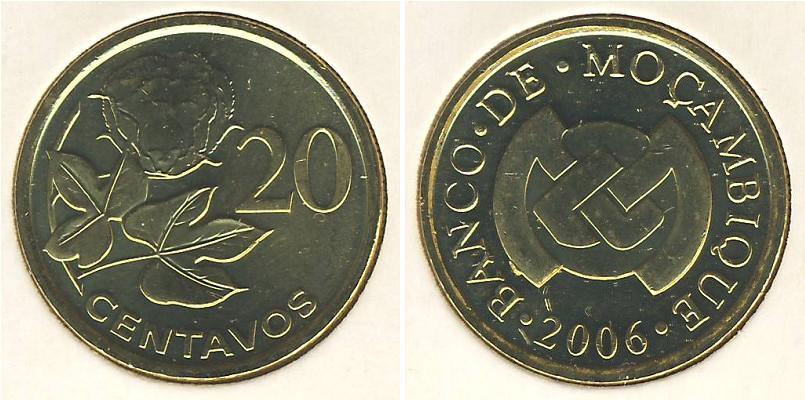 20
CENTAVOS
BANCO · DE · MOÇAMBIQUE ·
· 2006 ·